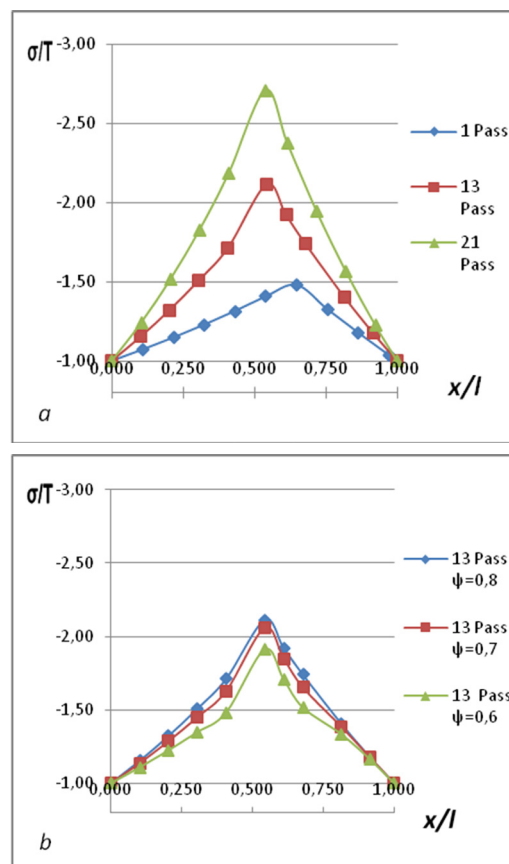 σ/T
-3,00
-2,50
-2,00
-1,50
-1,00
0,000
0,250
0,500
0,750
1,000
x/l
1 Pass
13
Pass
21
Pass
a
σ/T
-3,00
-2,50
-2,00
-1,50
-1,00
0,000
0,250
0,500
0,750
1,000
x/l
13 Pass
ψ=0,8
13 Pass
ψ=0,7
13 Pass
ψ=0,6
b